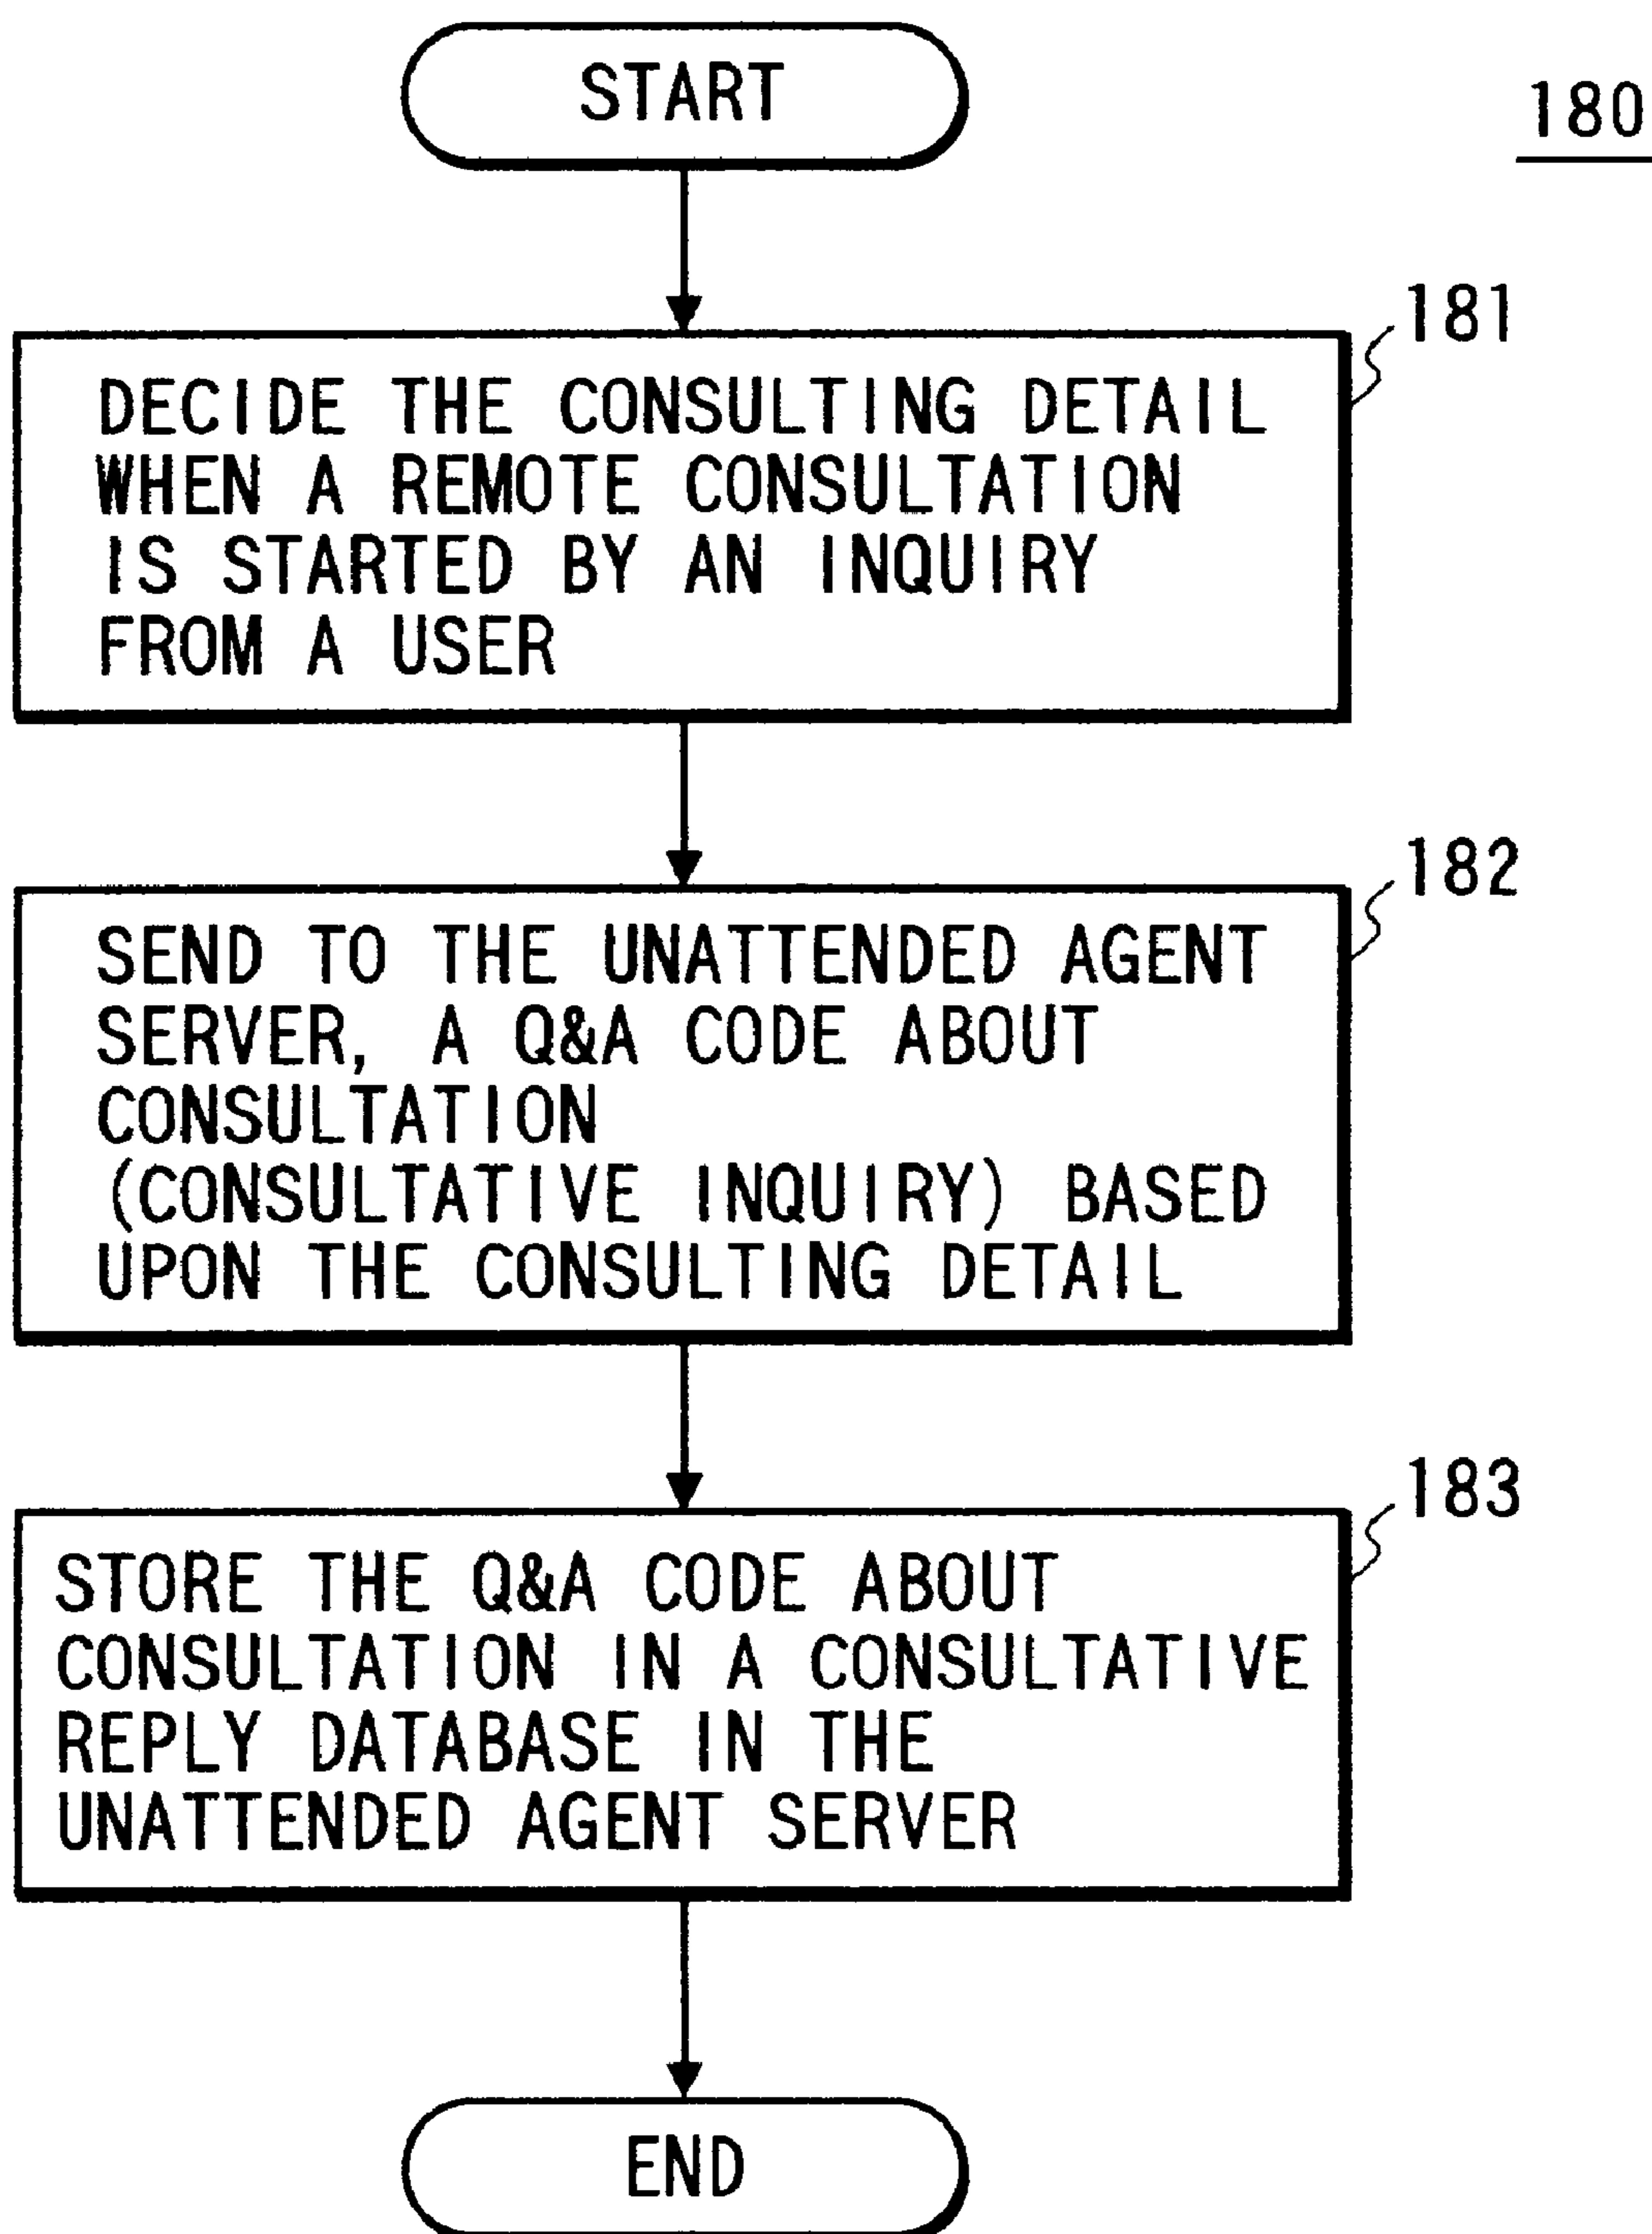 START
180
181
DECIDE THE CONSULTING DETAIL
WHEN A REMOTE CONSULTATION
IS STARTED BY AN INQUIRY
FROM A USER
182
SEND TO THE UNATTENDED AGENT
SERVER, A Q&A CODE ABOUT
CONSULTATION
(CONSULTATIVE INQUIRY) BASED
UPON THE CONSULTING DETAIL
183
STORE THE Q&A CODE ABOUT
CONSULTATION IN A CONSULTATIVE
REPLY DATABASE IN THE
UNATTENDED AGENT SERVER
END